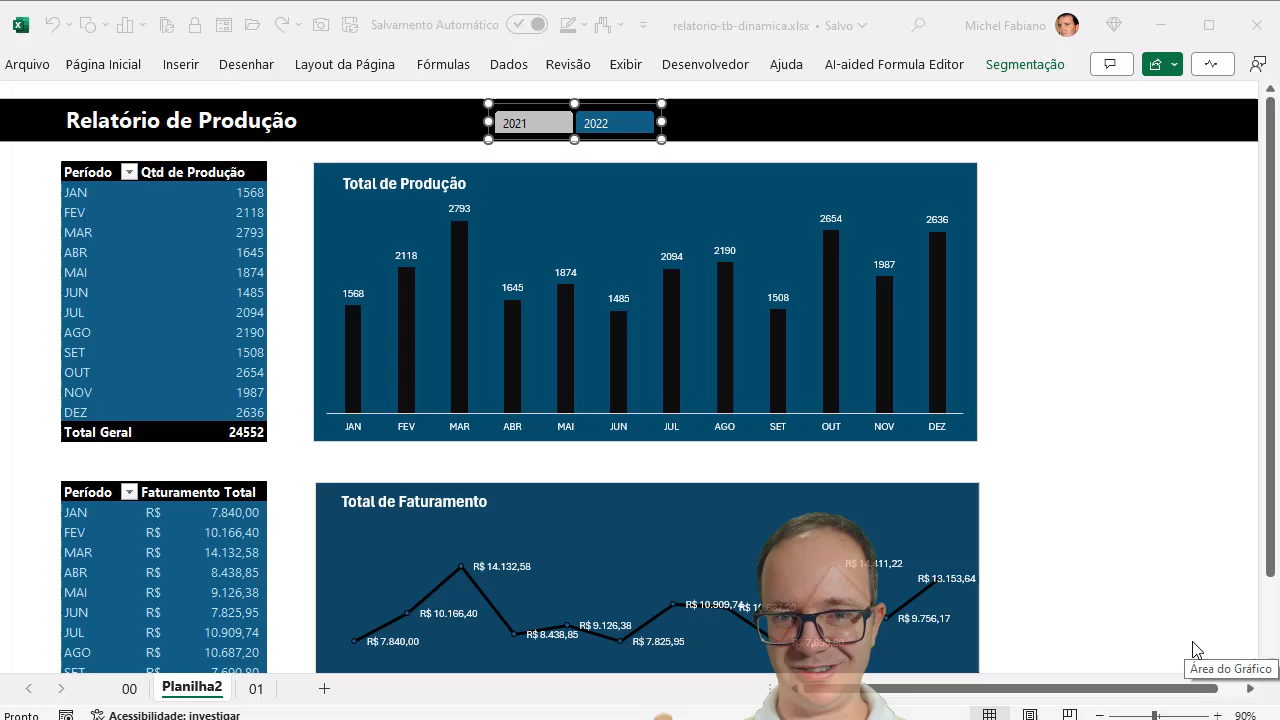 Salvamento Automático
relatorio-tb-dinamica.xlsx • Salvo
Michel Fabiano
Arquivo
Página Inicial
Inserir
Desenhar
Layout da Página
Fórmulas
Dados
Revisão
Exibir
Desenvolvedor
Ajuda
AI-aided Formula Editor
Segmentação
Relatório de Produção
2021
2022
Período Qtd de Produção
JAN 1568
FEV 2118
MAR 2793
ABR 1645
MAI 1874
JUN 1485
JUL 2094
AGO 2190
SET 1508
OUT 2654
NOV 1987
DEZ 2636
Total Geral 24552
Total de Produção
1568 2118 2793 1645 1874 1485 2094 2190 1508 2654 1987 2636
JAN FEV MAR ABR MAI JUN JUL AGO SET OUT NOV DEZ
Período Faturamento Total
JAN R$ 7.840,00
FEV R$ 10.166,40
MAR R$ 14.132,58
ABR R$ 8.438,85
MAI R$ 9.126,38
JUN R$ 7.825,95
JUL R$ 10.909,74
AGO R$ 10.687,20
SET 7.690,80
Total de Faturamento
R$ 7.840,00
R$ 10.166,40
R$ 14.132,58
R$ 8.438,85
R$ 9.126,38
R$ 7.825,95
R$ 10.909,74
R$ 9.756,17
R$ 13.153,64
Área do Gráfico
00
Planilha2
01
Pronto
Acessibilidade: investigar
90%